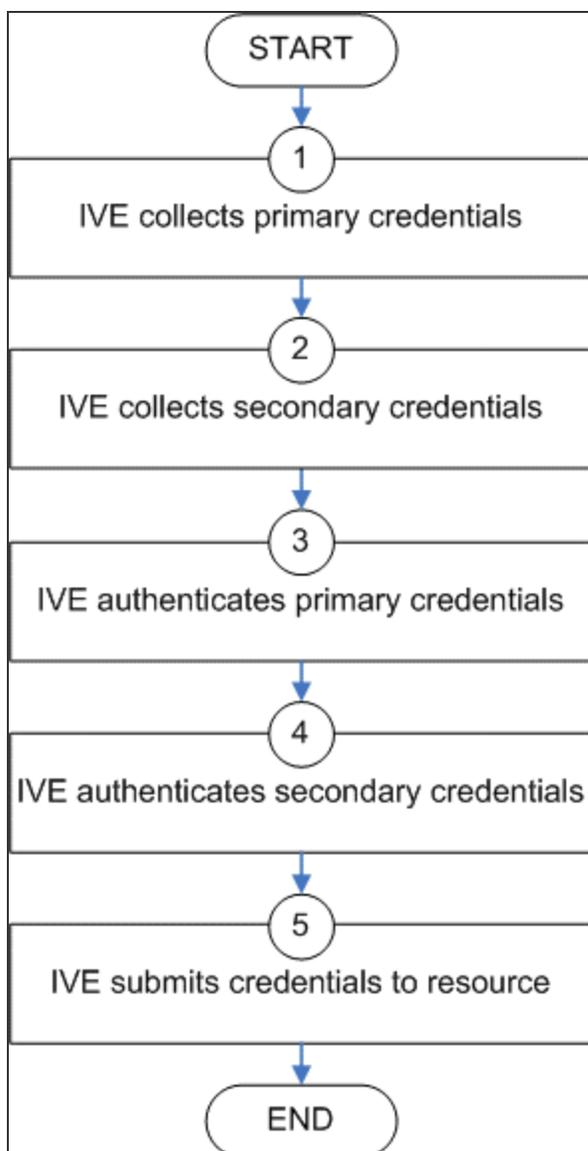 START
1
IVE collects primary credentials
2
IVE collects secondary credentials
3
IVE authenticates primary credentials
4
IVE authenticates secondary credentials
5
IVE submits credentials to resource
END